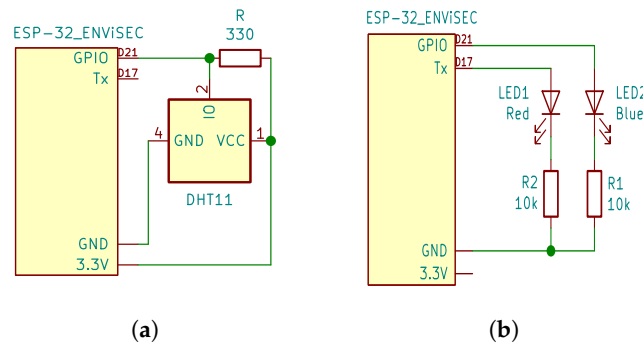 R
330
ESP-32_ENViSEC
GPIO D21
Tx D17
2
IO
4 GND VCC 1
DHT11
GND
3.3V
(a)
ESP-32_ENViSEC
GPIO D21
Tx D17
LED1
Red
LED2
Blue
R2
10k
R1
10k
GND
3.3V
(b)